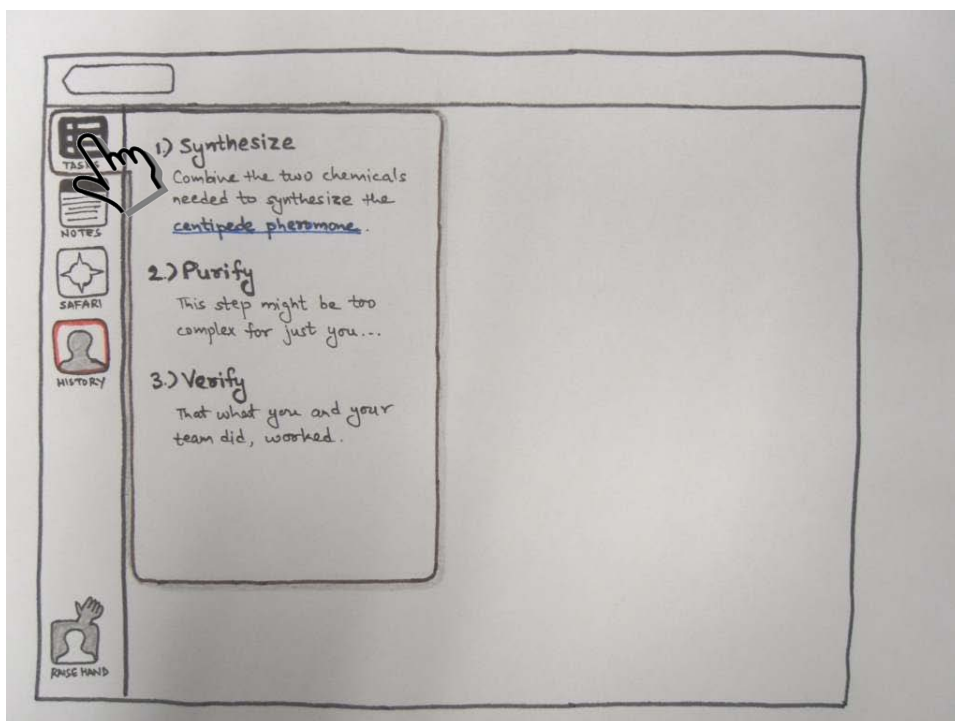 TASKS
NOTES
SAFARI
HISTORY
RAISE HAND
1.) Synthesize
Combine the two chemicals
needed to synthesize the
centipede pheromone.
2.) Purify
This step might be too
complex for just you...
3.) Verify
That what you and your
team did, worked.